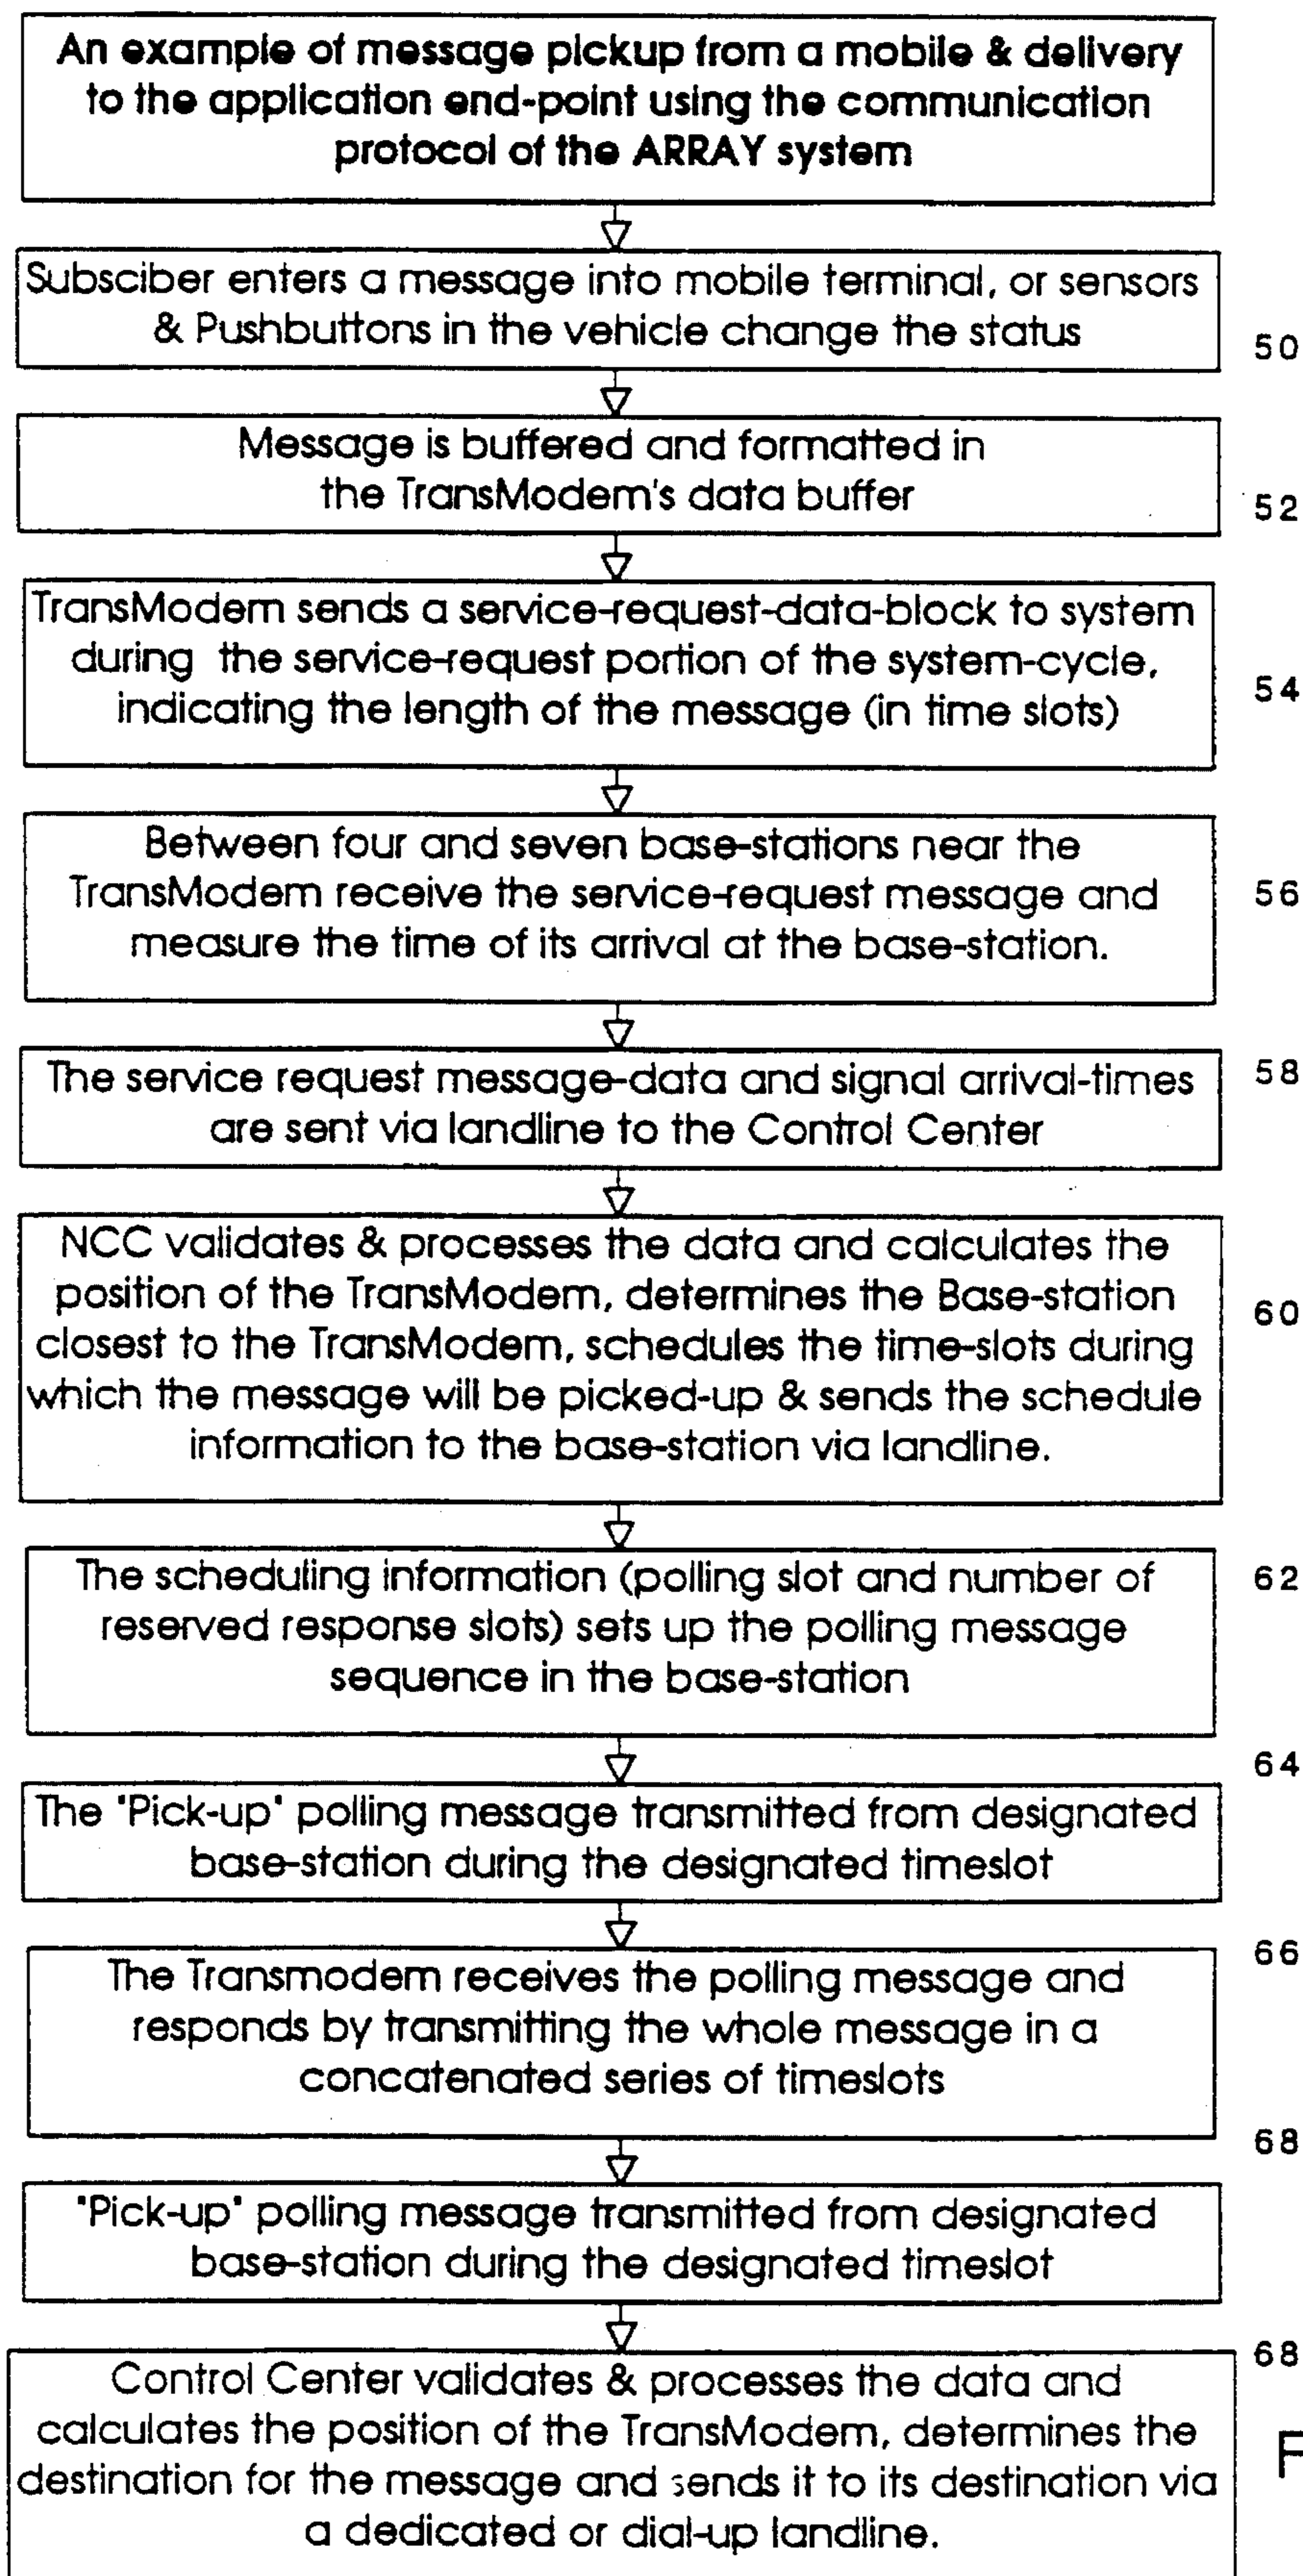 An example of message pickup from a mobile & delivery
to the application end-point using the communication
protocol of the ARRAY system
Subsciber enters a message into mobile terminal, or sensors
& Pushbuttons in the vehicle change the status
50
Message is buffered and formatted in
the TransModem's data buffer
52
TransModem sends a service-request-data-block to system
during the service-request portion of the system-cycle,
indicating the length of the message (in time slots)
54
Between four and seven base-stations near the
TransModem receive the service-request message and
measure the time of its arrival at the base-station.
56
The service request message-data and signal arrival-times
are sent via landline to the Control Center
58
NCC validates & processes the data and calculates the
position of the TransModem, determines the Base-station
closest to the TransModem, schedules the time-slots during
which the message will be picked-up & sends the schedule
information to the base-station via landline.
60
The scheduling information (polling slot and number of
reserved response slots) sets up the polling message
sequence in the base-station
62
The "Pick-up" polling message transmitted from designated
base-station during the designated timeslot
64
The Transmodem receives the polling message and
responds by transmitting the whole message in a
concatenated series of timeslots
66
"Pick-up" polling message transmitted from designated
base-station during the designated timeslot
68
Control Center validates & processes the data and
calculates the position of the TransModem, determines the
destination for the message and sends it to its destination via
a dedicated or dial-up landline.
68
F